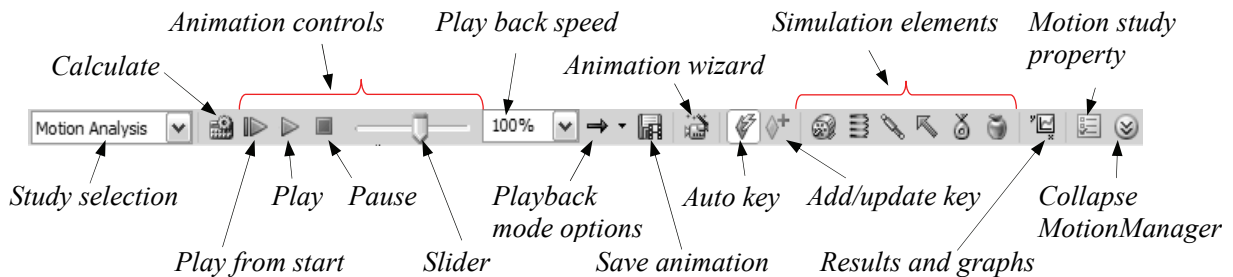 Animation controls
Play back speed
Simulation elements
Motion study
property
Calculate
Animation wizard
Motion Analysis
100%
Study selection
Play
Pause
Playback
mode options
Auto key
Add/update key
Collapse
MotionManager
Play from start
Slider
Save animation
Results and graphs